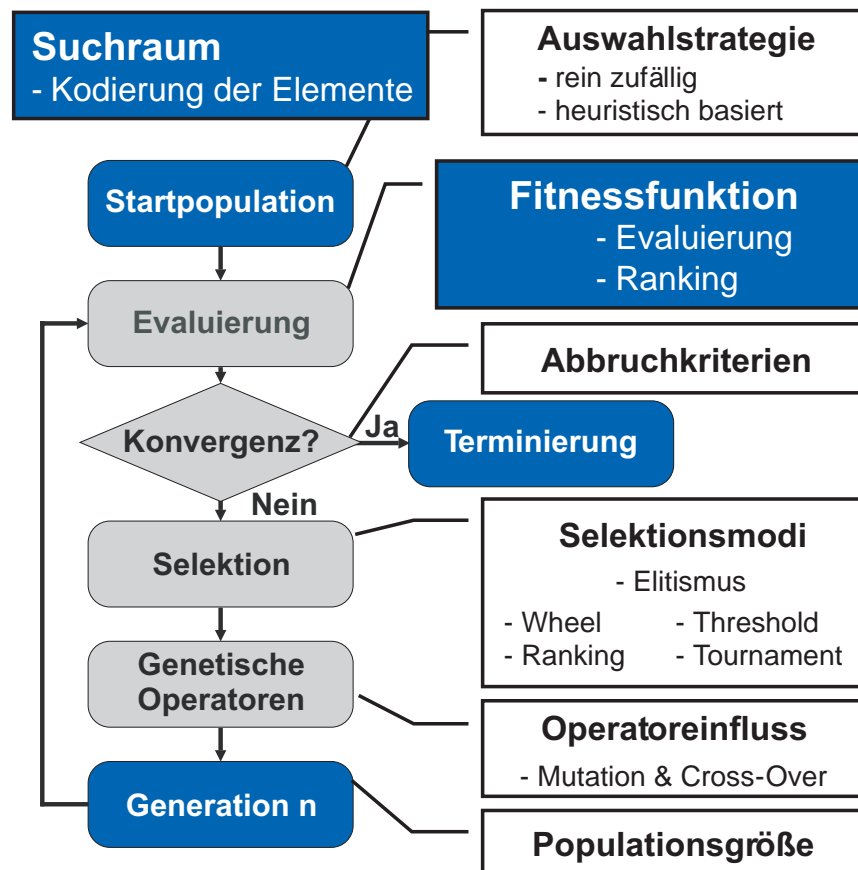 Suchraum
- Kodierung der Elemente
Auswahlstrategie
- rein zufällig
- heuristisch basiert
Startpopulation
Fitnessfunktion
- Evaluierung
- Ranking
Evaluierung
Abbruchkriterien
Konvergenz?
Ja
Terminierung
Nein
Selektion
Selektionsmodi
- Elitismus
- Wheel - Threshold
- Ranking - Tournament
Genetische
Operatoren
Operatoreinfluss
- Mutation & Cross-Over
Generation n
Populationsgröße